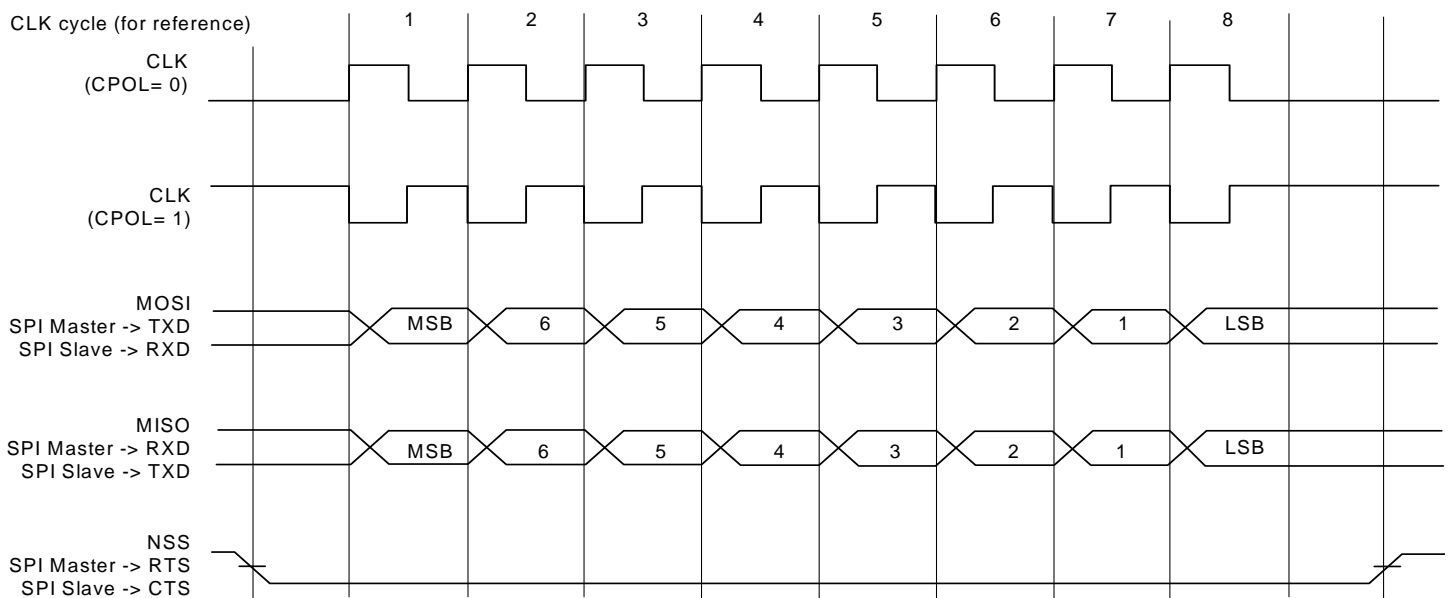 CLK cycle (for reference) 1 2 3 4 5 6 7 8
CLK
(CPOL= 0)
CLK
(CPOL= 1)
MOSI
SPI Master -> TXD
SPI Slave -> RXD
MSB 6 5 4 3 2 1 LSB
MISO
SPI Master -> RXD
SPI Slave -> TXD
MSB 6 5 4 3 2 1 LSB
NSS
SPI Master -> RTS
SPI Slave -> CTS